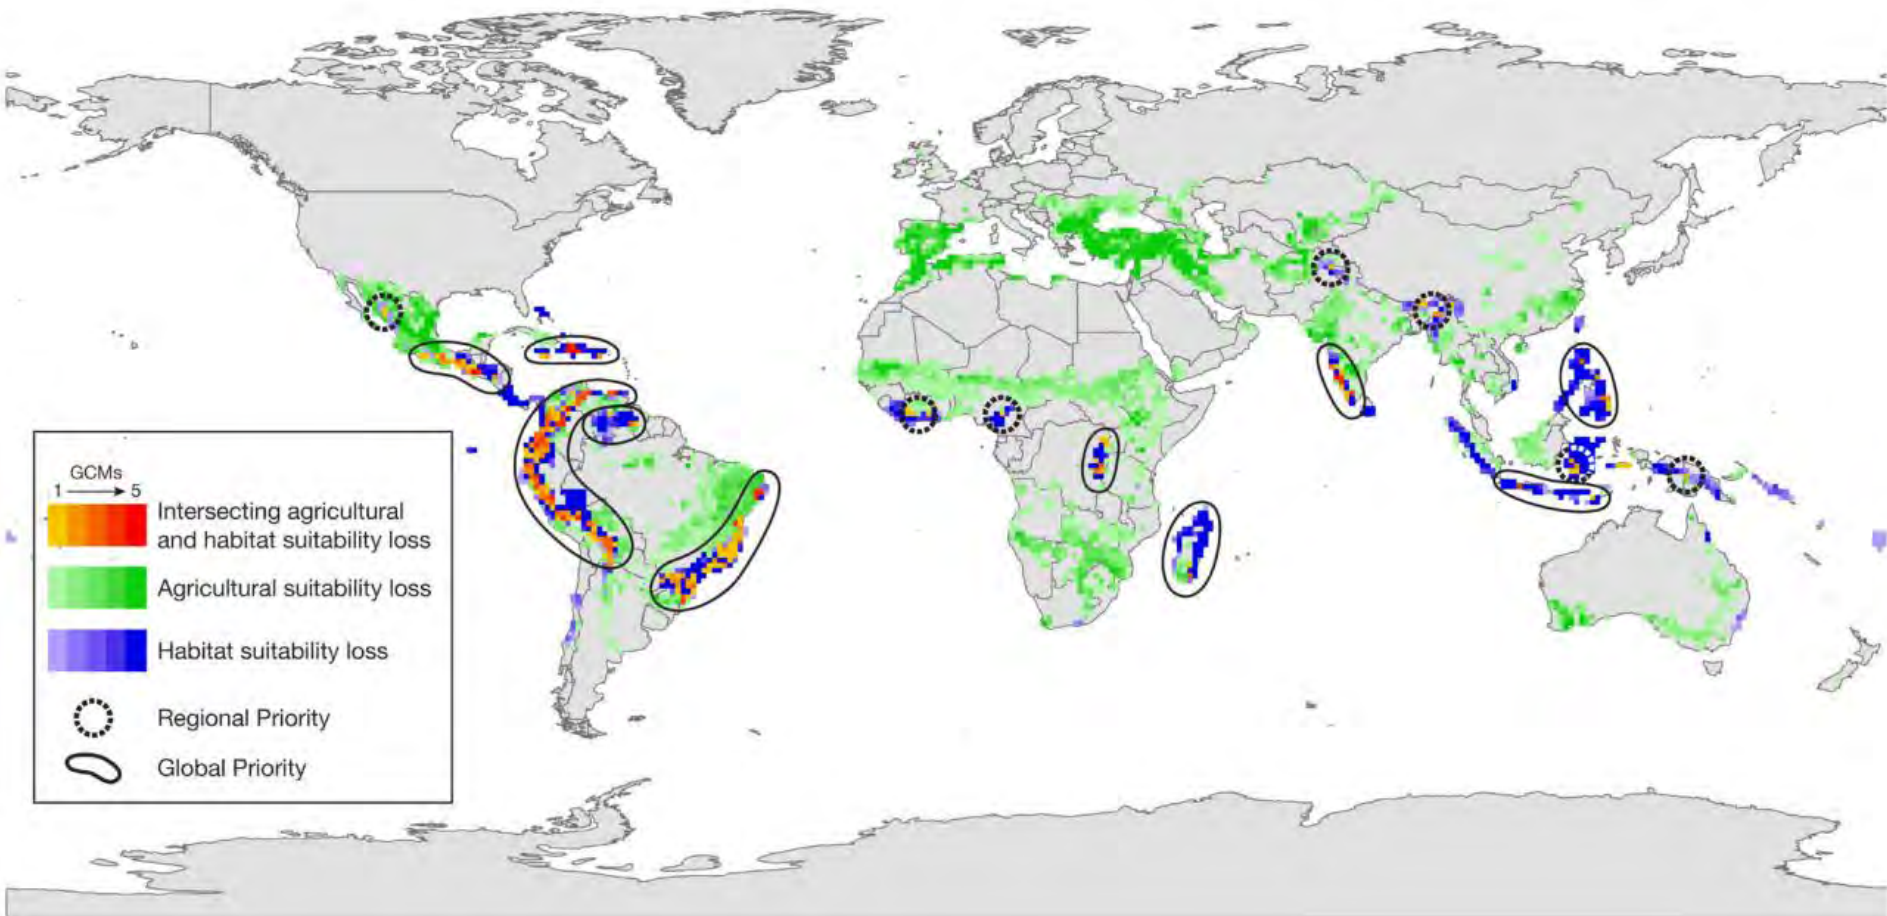 GCMs
1 → 5
Intersecting agricultural
and habitat suitability loss
Agricultural suitability loss
Habitat suitability loss
Regional Priority
Global Priority